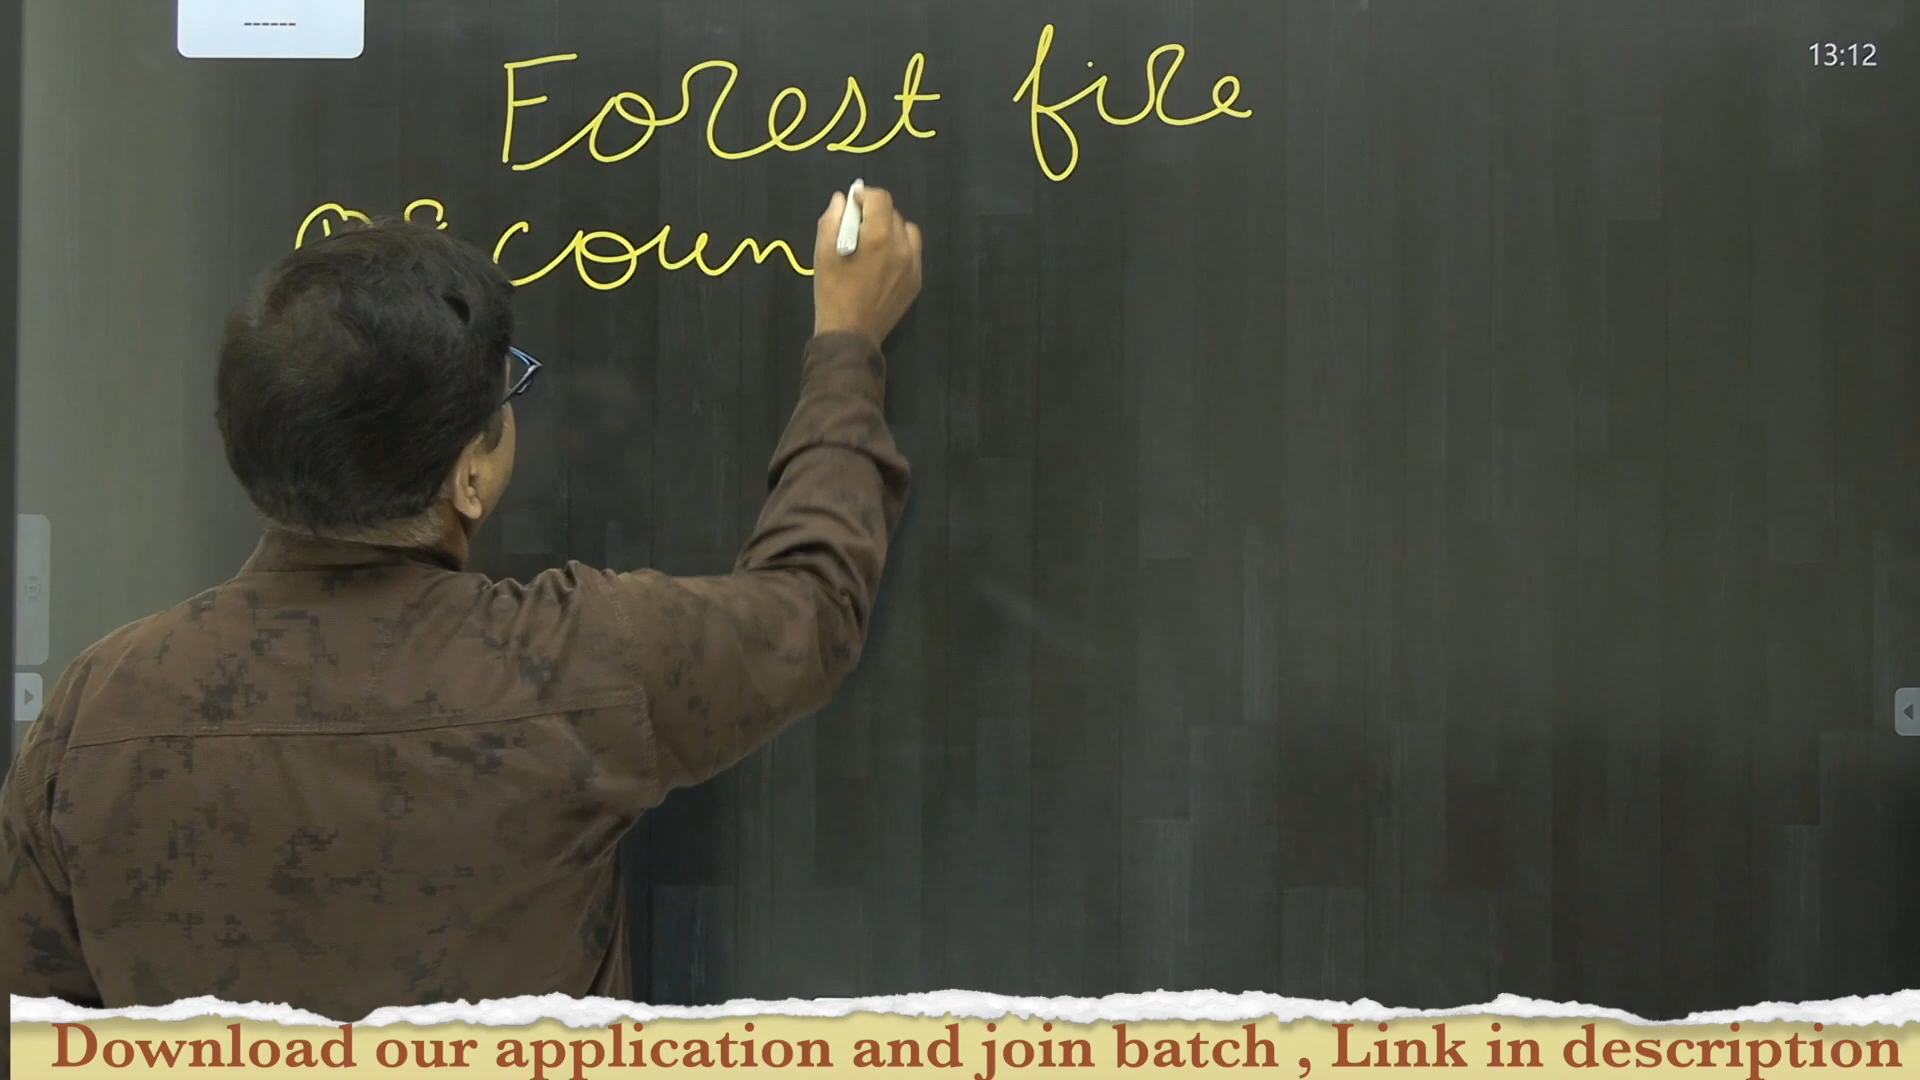 ------
13:12
Forest fire
coun
Download our application and join batch , Link in description